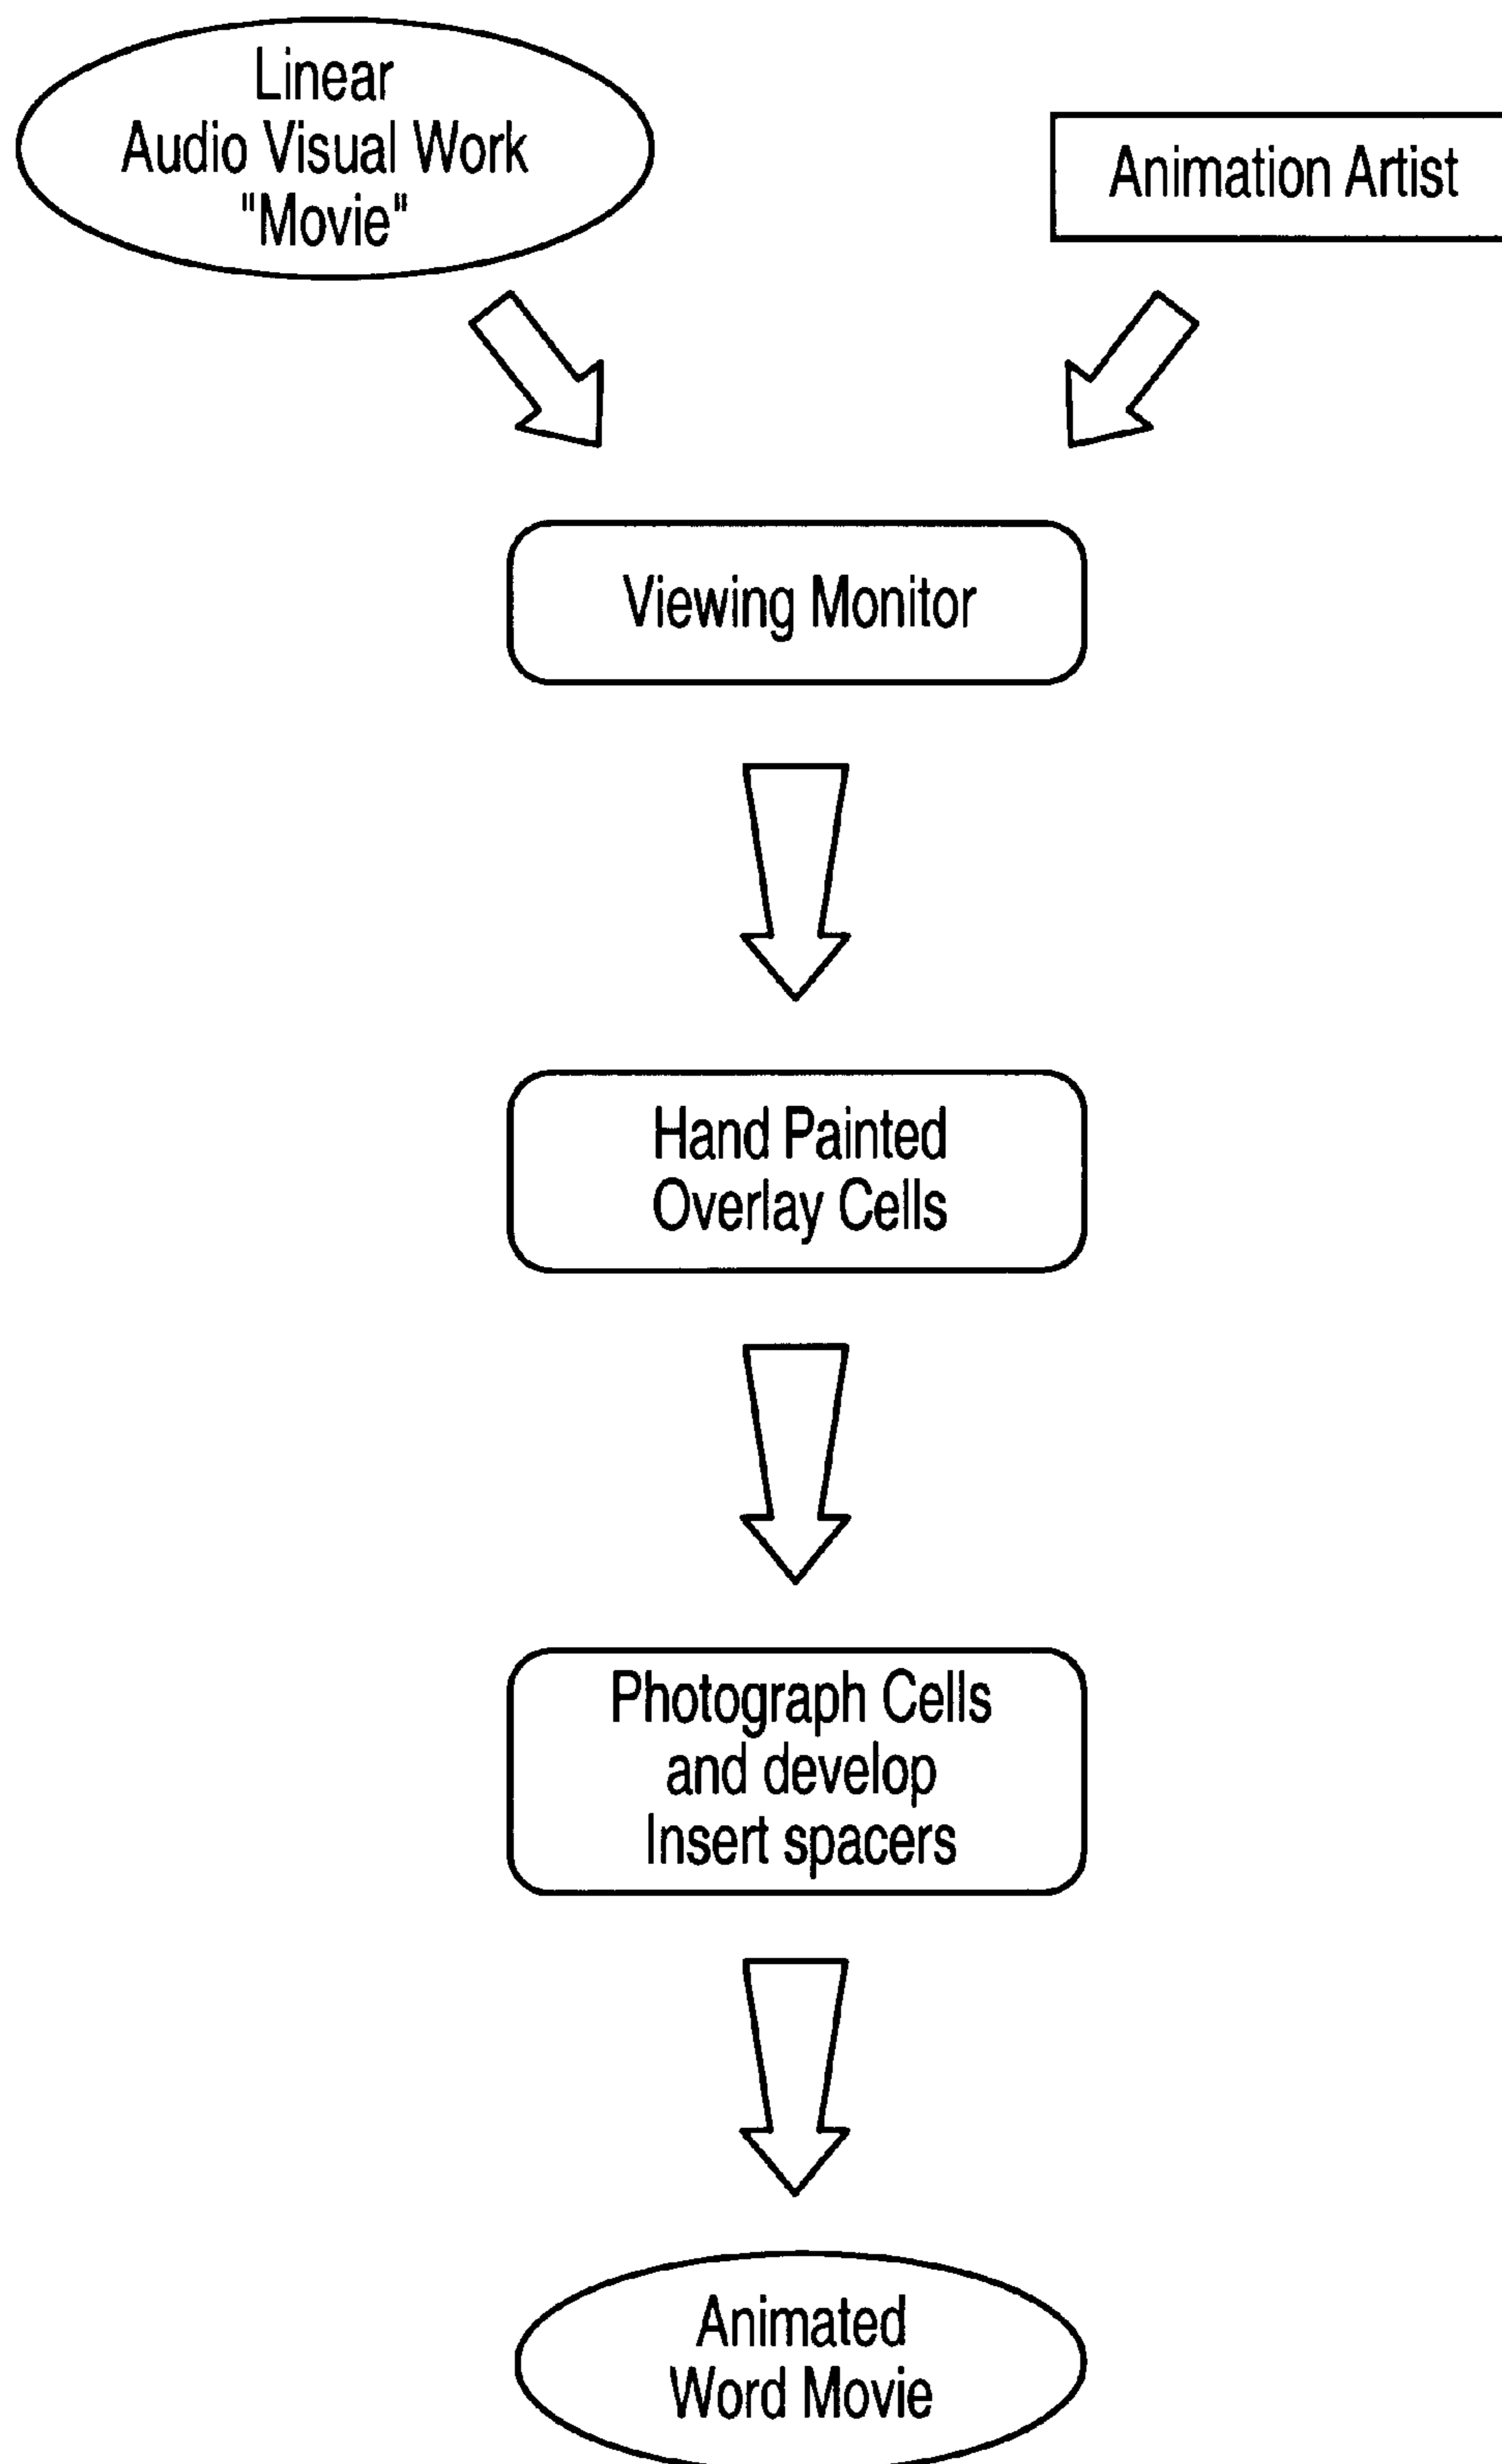 Linear
Audio Visual Work
"Movie"
Animation Artist
Viewing Monitor
Hand Painted
Overlay Cells
Photograph Cells
and develop
Insert spacers
Animated
Word Movie